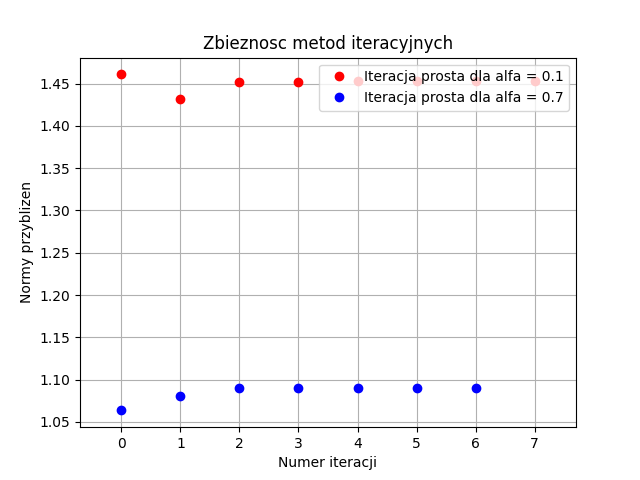 Zbieznosc metod iteracyjnych
Iteracja prosta dla alfa = 0.1
Iteracja prosta dla alfa = 0.7
Normy przyblizen
1.45
1.40
1.35
1.30
1.25
1.20
1.15
1.10
1.05
0 1 2 3 4 5 6 7
Numer iteracji